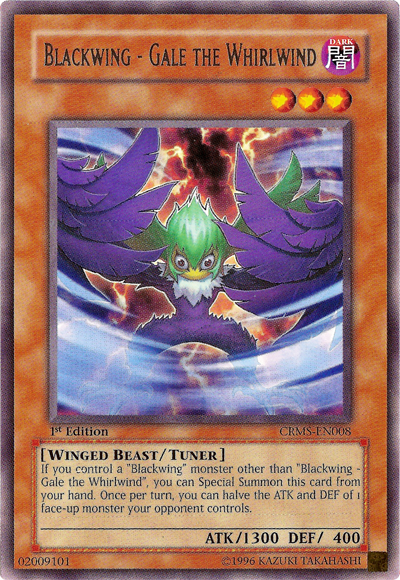 BLACKWING - GALE THE WHIRLWIND
DARK
闇
1st Edition
CRMS-EN008
[WINGED BEAST/TUNER]
If you control a "Blackwing" monster other than "Blackwing -
Gale the Whirlwind", you can Special Summon this card from
your hand. Once per turn, you can halve the ATK and DEF of 1
face-up monster your opponent controls.
ATK/1300 DEF/ 400
02009101
©1996 KAZUKI TAKAHASHI